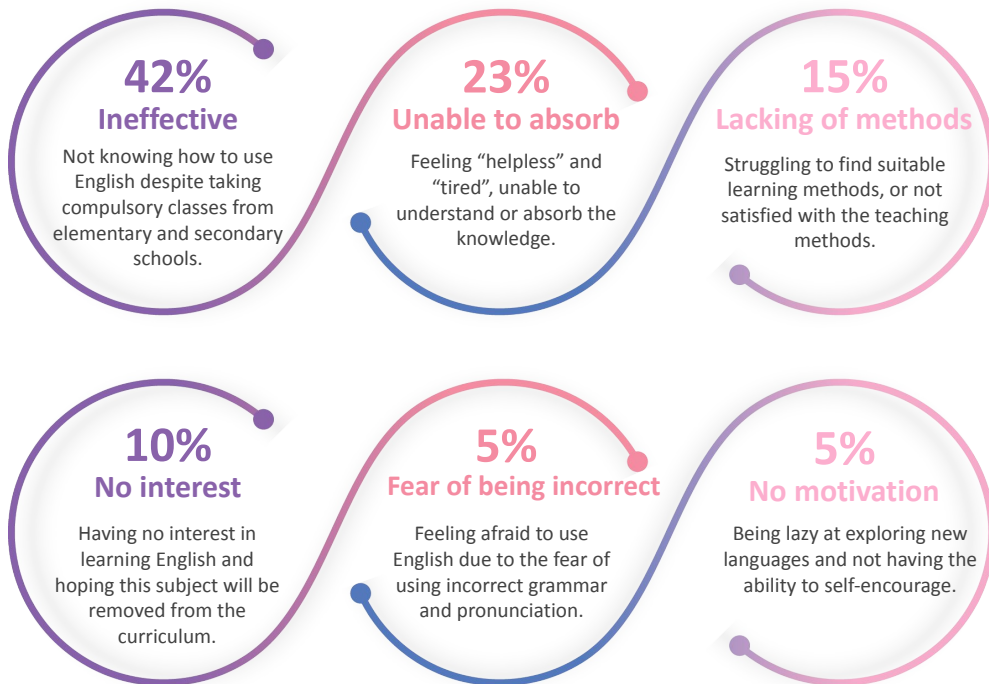 42%
Ineffective
Not knowing how to use
English despite taking
compulsory classes from
elementary and secondary
schools.
23%
Unable to absorb
Feeling “helpless” and
“tired”, unable to
understand or absorb the
knowledge.
15%
Lacking of methods
Struggling to find suitable
learning methods, or not
satisfied with the teaching
methods.
10%
No interest
Having no interest in
learning English and
hoping this subject will be
removed from the
curriculum.
5%
Fear of being incorrect
Feeling afraid to use
English due to the fear of
using incorrect grammar
and pronunciation.
5%
No motivation
Being lazy at exploring new
languages and not having the
ability to self-encourage.